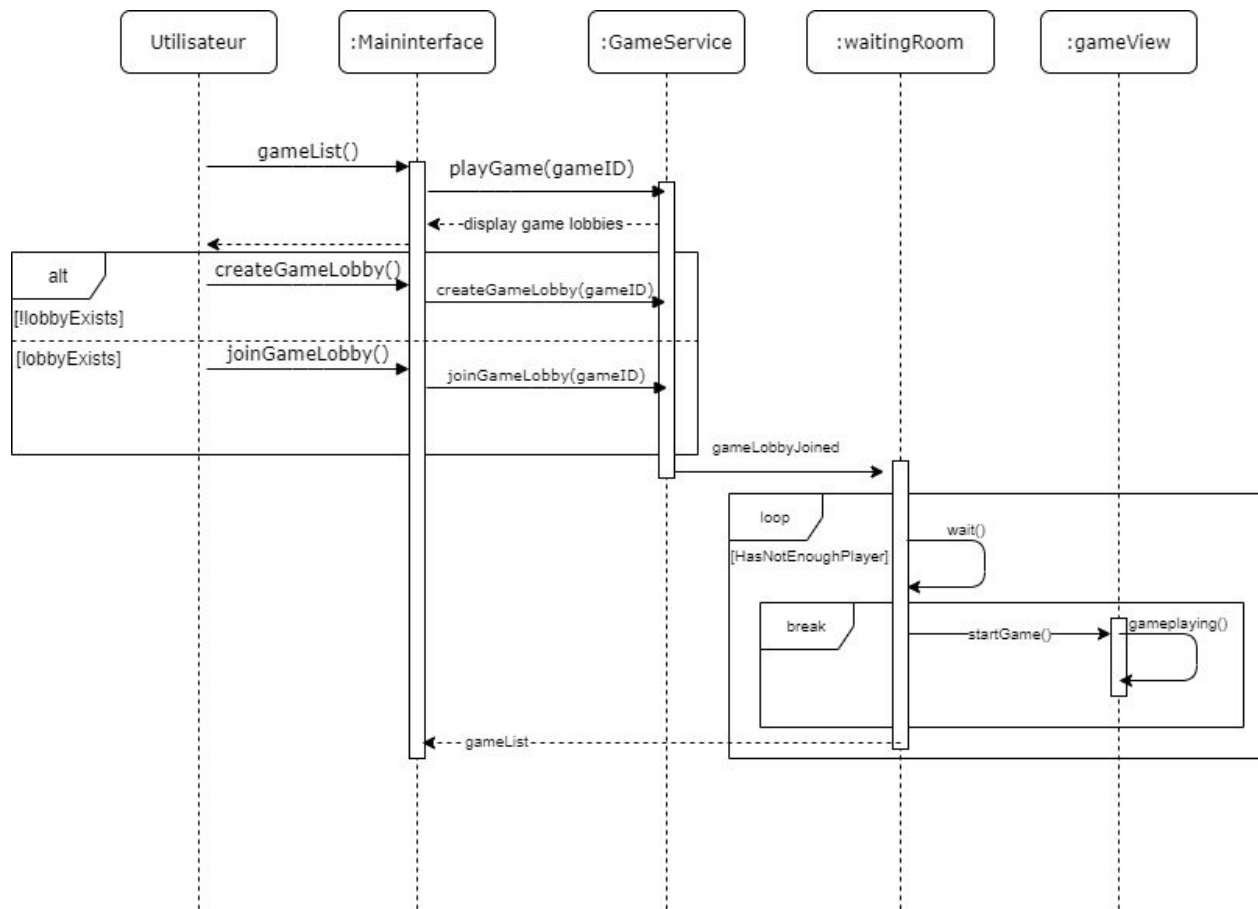 Utilisateur
:Maininterface
:GameService
:waitingRoom
:gameView
gameList()
playGame(gameID)
display game lobbies
alt
createGameLobby()
createGameLobby(gameID)
[!lobbyExists]
[lobbyExists]
joinGameLobby()
joinGameLobby(gameID)
gameLobbyJoined
loop
wait()
[HasNotEnoughPlayer]
break
startGame()
gameplaying()
gameList